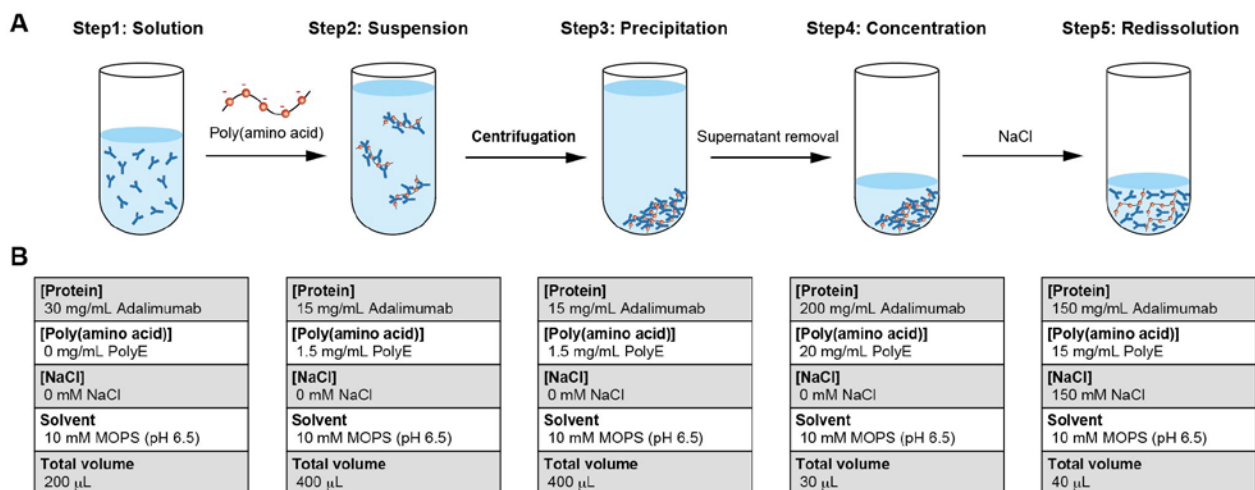 A
Step1: Solution
Step2: Suspension
Step3: Precipitation
Step4: Concentration
Step5: Redissolution
Poly(amino acid)
Centrifugation
Supernatant removal
NaCl
B
[Protein]
30 mg/mL Adalimumab
[Poly(amino acid)]
0 mg/mL PolyE
[NaCl]
0 mM NaCl
Solvent
10 mM MOPS (pH 6.5)
Total volume
200 μL
[Protein]
15 mg/mL Adalimumab
[Poly(amino acid)]
1.5 mg/mL PolyE
[NaCl]
0 mM NaCl
Solvent
10 mM MOPS (pH 6.5)
Total volume
400 μL
[Protein]
15 mg/mL Adalimumab
[Poly(amino acid)]
1.5 mg/mL PolyE
[NaCl]
0 mM NaCl
Solvent
10 mM MOPS (pH 6.5)
Total volume
400 μL
[Protein]
200 mg/mL Adalimumab
[Poly(amino acid)]
20 mg/mL PolyE
[NaCl]
0 mM NaCl
Solvent
10 mM MOPS (pH 6.5)
Total volume
30 μL
[Protein]
150 mg/mL Adalimumab
[Poly(amino acid)]
15 mg/mL PolyE
[NaCl]
150 mM NaCl
Solvent
10 mM MOPS (pH 6.5)
Total volume
40 μL